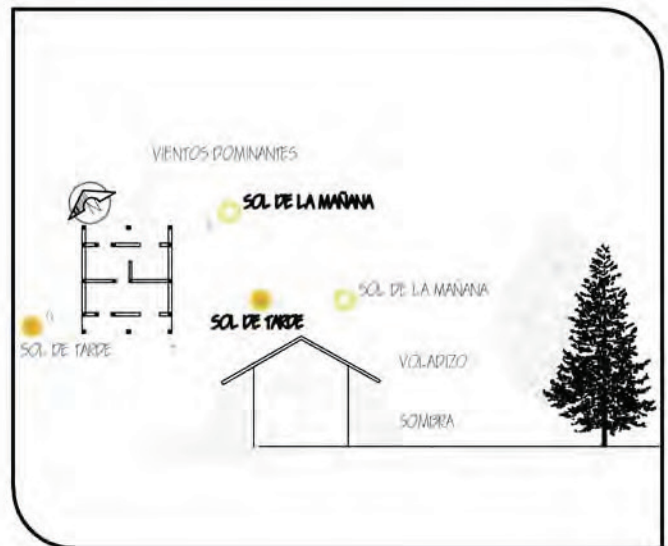 VIENTOS DOMINANTES
N
SOL DE LA MAÑANA
SOL DE LA MAÑANA
SOL DE TARDE
SOL DE TARDE
VOLADIZO
SOMBRA